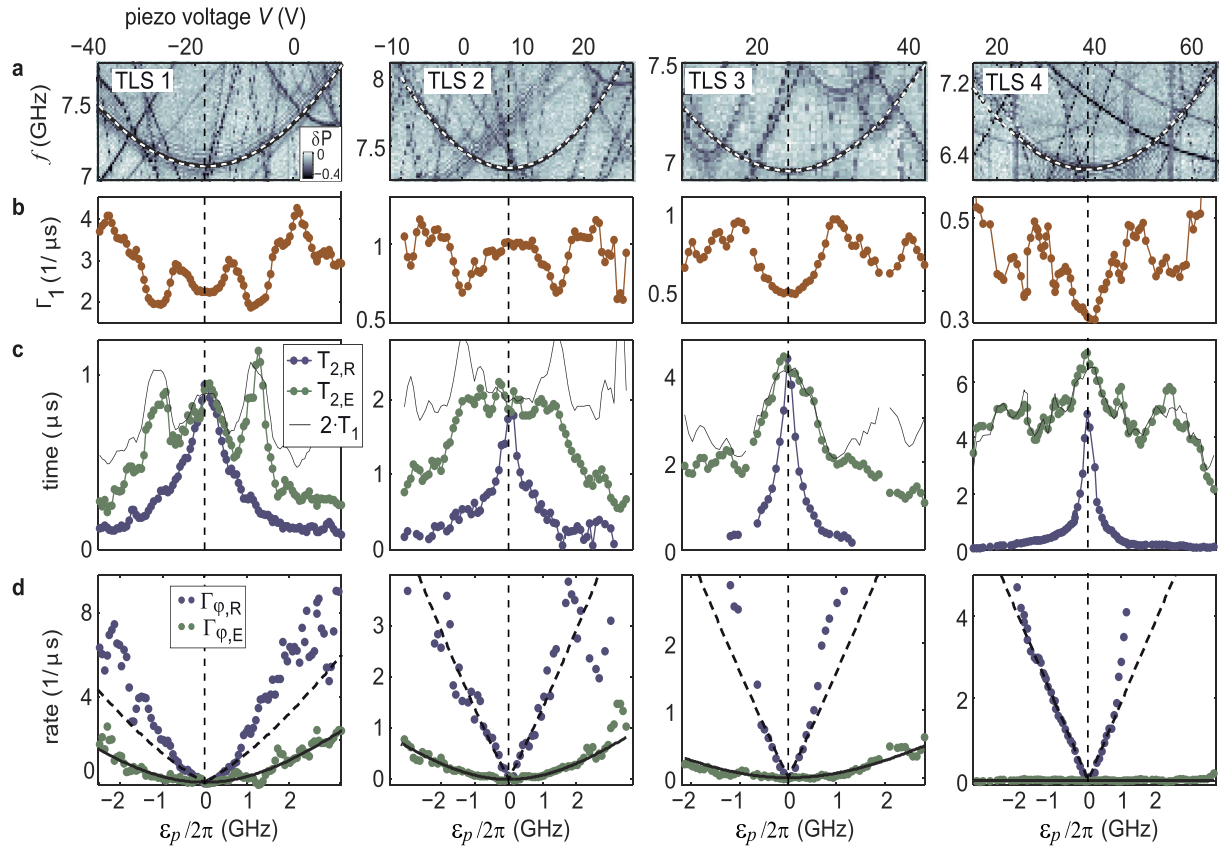 piezo voltage V (V)
−40 −20 0
−10 0 10 20
20 40
20 40 60
a
TLS 1
TLS 2
TLS 3
TLS 4
f (GHz)
7.5
7
δP
0
−0.4
8
7.5
7.5
7
7.2
6.4
b
Γ1 (1/µs)
4
3
2
1
0.5
1
0.5
0.5
0.3
c
time (µs)
1
0
T2,R
T2,E
2·T1
2
1
0
4
2
0
6
4
2
0
d
rate (1/µs)
8
4
0
Γφ,R
Γφ,E
3
2
1
0
2
1
0
4
2
0
−2 −1 0 1 2
−2 −1 0 1 2
−2 −1 0 1 2
−2 −1 0 1 2
εp/2π (GHz)
εp/2π (GHz)
εp/2π (GHz)
εp/2π (GHz)